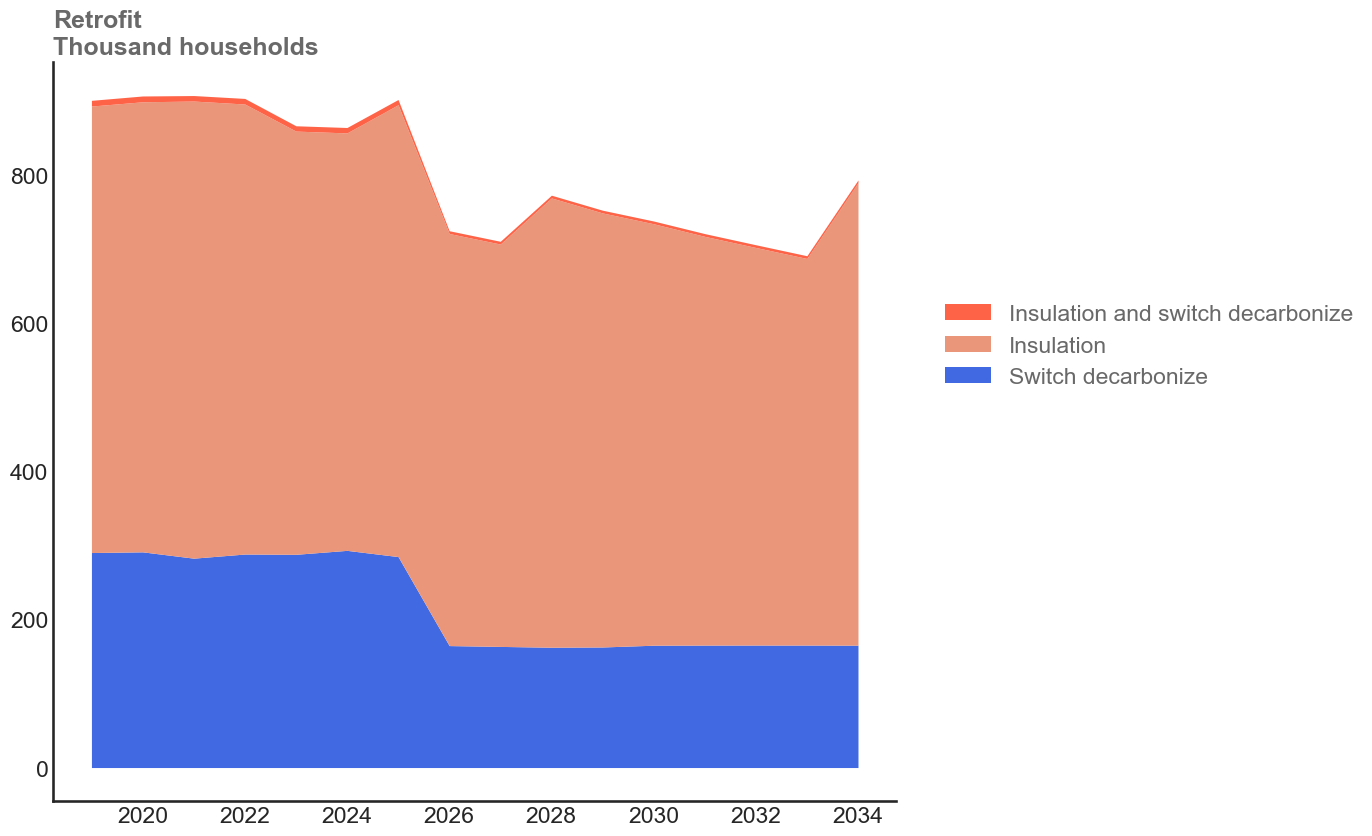 Retrofit
Thousand households
800
600
400
200
0
2020 2022 2024 2026 2028 2030 2032 2034
Insulation and switch decarbonize
Insulation
Switch decarbonize